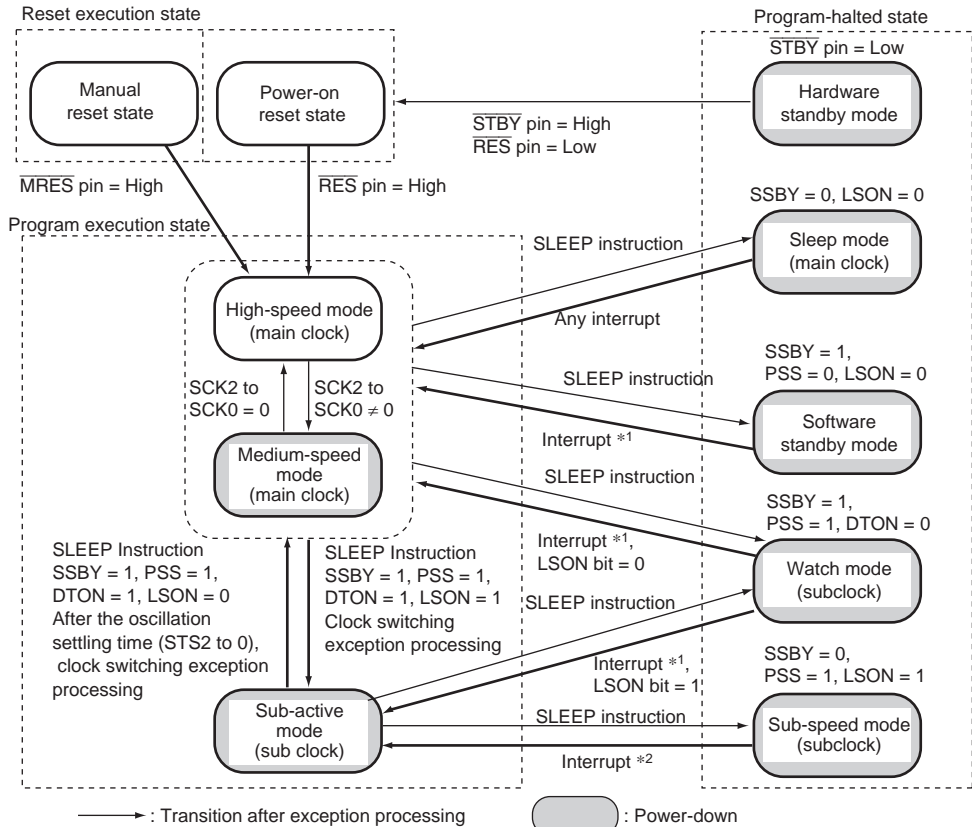 Reset execution state
Program-halted state
STBY pin = Low
Manual
reset state
Power-on
reset state
Hardware
standby mode
STBY pin = High
RES pin = Low
MRES pin = High
RES pin = High
Program execution state
SSBY = 0, LSON = 0
SLEEP instruction
Sleep mode
(main clock)
High-speed mode
(main clock)
Any interrupt
SCK2 to
SCK0 = 0
SCK2 to
SCK0 ≠ 0
SSBY = 1,
PSS = 0, LSON = 0
SLEEP instruction
Software
standby mode
Interrupt *1
Medium-speed
mode
(main clock)
SLEEP instruction
SSBY = 1,
PSS = 1, DTON = 0
Interrupt *1,
LSON bit = 0
Watch mode
(subclock)
SLEEP Instruction
SSBY = 1, PSS = 1,
DTON = 1, LSON = 0
After the oscillation
settling time (STS2 to 0),
clock switching exception
processing
SLEEP Instruction
SSBY = 1, PSS = 1,
DTON = 1, LSON = 1
Clock switching
exception processing
SLEEP instruction
Interrupt *1,
LSON bit = 1
SSBY = 0,
PSS = 1, LSON = 1
Sub-active
mode
(sub clock)
SLEEP instruction
Sub-speed mode
(subclock)
Interrupt *2
: Transition after exception processing
: Power-down